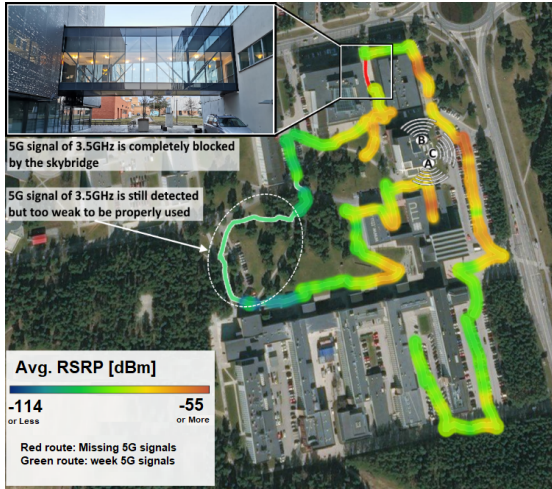 5G signal of 3.5GHz is completely blocked
by the skybridge
5G signal of 3.5GHz is still detected
but too weak to be properly used
B
C
A
Avg. RSRP [dBm]
-114
or Less
-55
or More
Red route: Missing 5G signals
Green route: week 5G signals